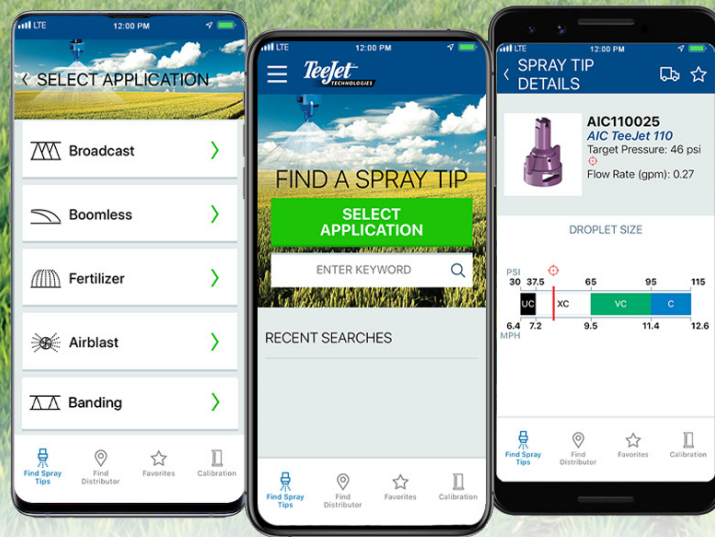 LTE 12:00 PM
SELECT APPLICATION
Broadcast
Boomless
Fertilizer
Airblast
Banding
Find Spray Tips
Find Distributor
Favorites
Calibration
LTE 12:00 PM
TeeJet
TECHNOLOGIES
FIND A SPRAY TIP
SELECT
APPLICATION
ENTER KEYWORD
RECENT SEARCHES
Find Spray Tips
Find Distributor
Favorites
Calibration
LTE 12:00 PM
SPRAY TIP
DETAILS
AIC110025
AIC TeeJet 110
Target Pressure: 46 psi
Flow Rate (gpm): 0.27
DROPLET SIZE
PSI
30 37.5 65 95 115
UC XC VC C
6.4 7.2 9.5 11.4 12.6
MPH
Find Spray Tips
Find Distributor
Favorites
Calibration